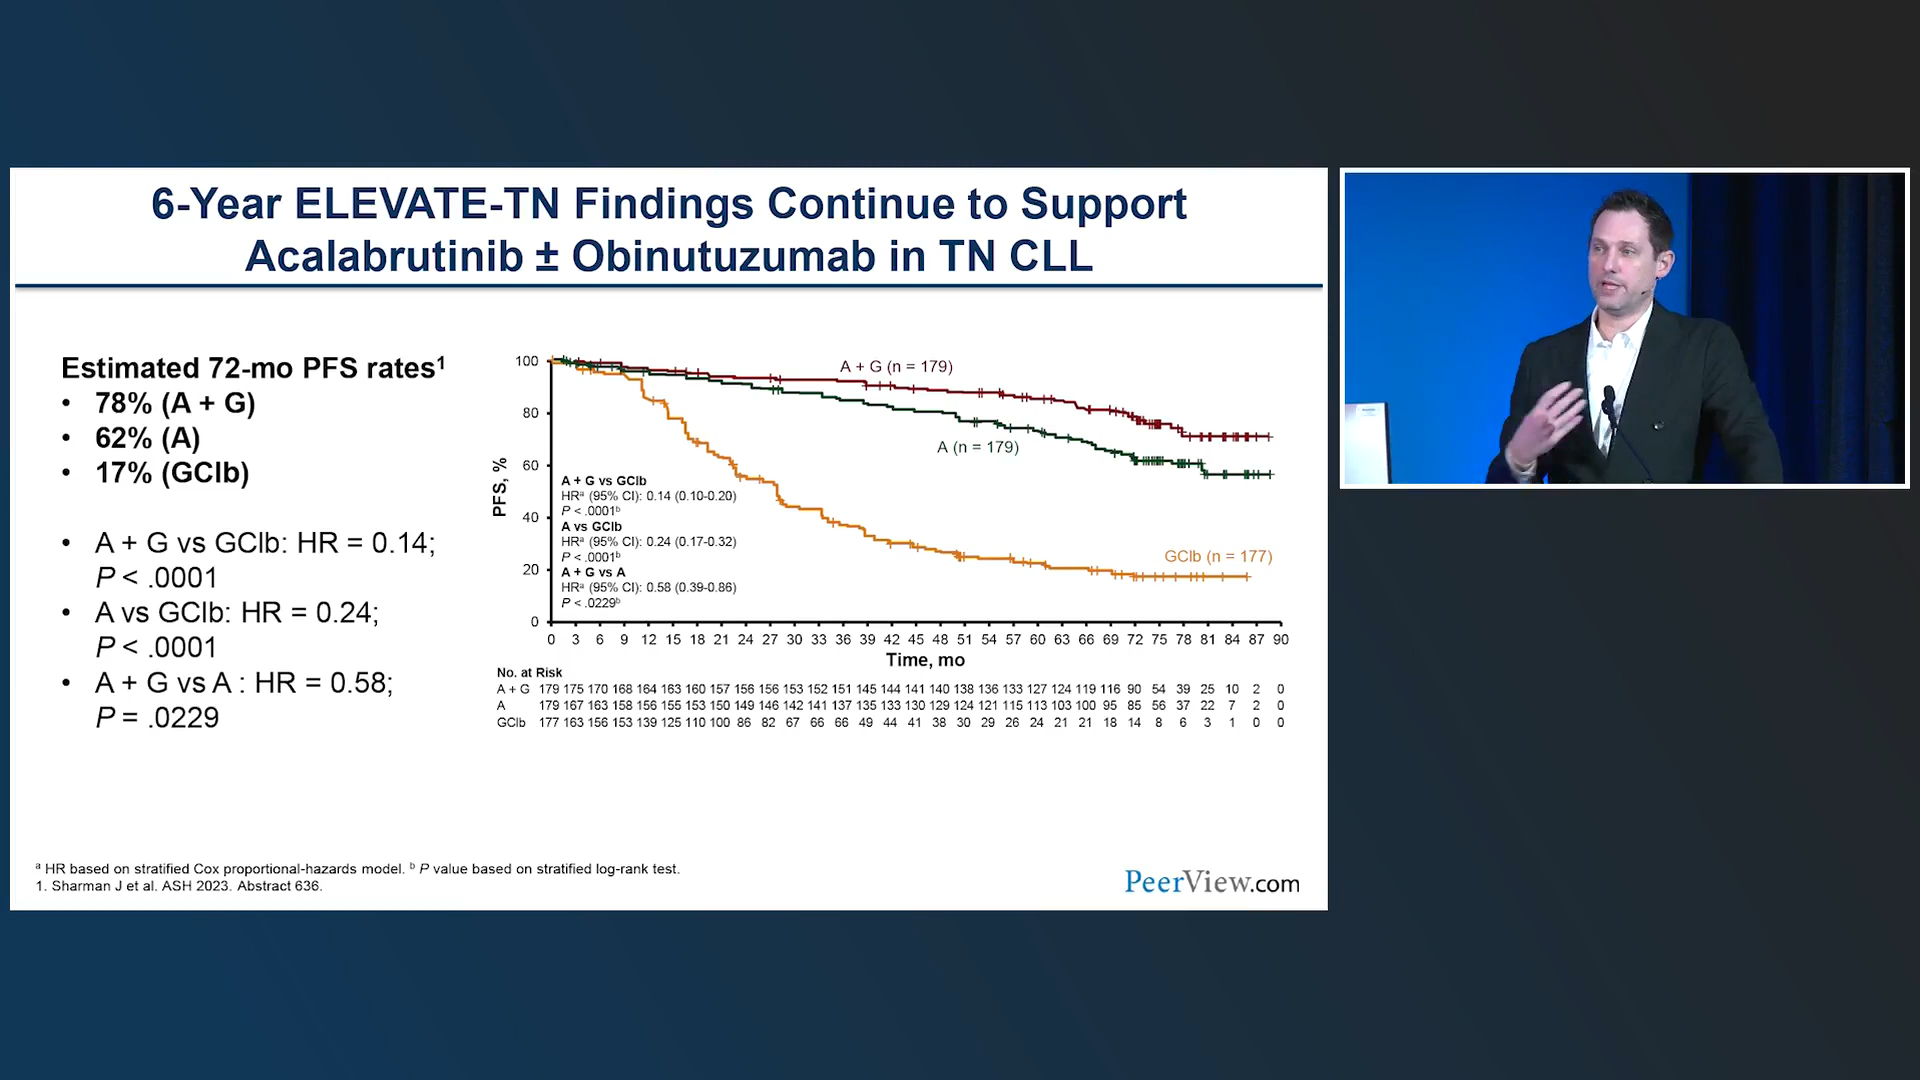 6-Year ELEVATE-TN Findings Continue to Support
Acalabrutinib ± Obinutuzumab in TN CLL
Estimated 72-mo PFS rates¹
• 78% (A + G)
• 62% (A)
• 17% (GClb)
• A + G vs GClb: HR = 0.14;
P < .0001
• A vs GClb: HR = 0.24;
P < .0001
• A + G vs A : HR = 0.58;
P = .0229
PFS, %
100
80
60
40
20
0
A + G (n = 179)
A (n = 179)
GClb (n = 177)
A + G vs GClb
HRᵃ (95% CI): 0.14 (0.10-0.20)
P < .0001ᵇ
A vs GClb
HRᵃ (95% CI): 0.24 (0.17-0.32)
P < .0001ᵇ
A + G vs A
HRᵃ (95% CI): 0.58 (0.39-0.86)
P < .0229ᵇ
0 3 6 9 12 15 18 21 24 27 30 33 36 39 42 45 48 51 54 57 60 63 66 69 72 75 78 81 84 87 90
Time, mo
No. at Risk
A + G 179 175 170 168 164 163 160 157 156 156 153 152 151 145 144 141 140 138 136 133 127 124 119 116 90 54 39 25 10 2 0
A 179 167 163 158 156 155 153 150 149 146 142 141 137 135 133 130 129 124 121 115 113 103 100 95 85 56 37 22 7 2 0
GClb 177 163 156 153 139 125 110 100 86 82 67 66 66 49 44 41 38 30 29 26 24 21 21 18 14 8 6 3 1 0 0
ᵃ HR based on stratified Cox proportional-hazards model. ᵇ P value based on stratified log-rank test.
1. Sharman J et al. ASH 2023. Abstract 636.
PeerView.com